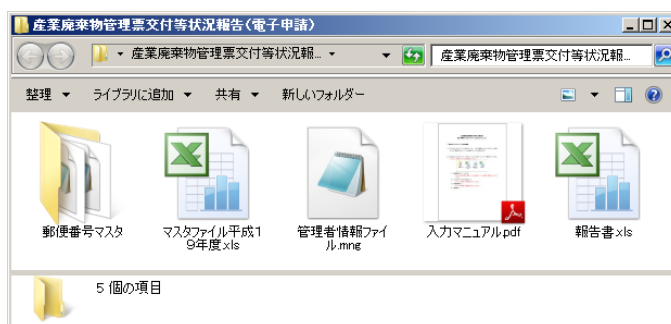 産業廃棄物管理票交付等状況報告(電子申請)
産業廃棄物管理票交付等状況報...
産業廃棄物管理票交付等状況報...
整理 ライブラリに追加 共有 新しいフォルダー
郵便番号マスタ
マスタファイル平成1
9年度.xls
管理者情報ファイ
ル.mng
入力マニュアル.pdf
報告書.xls
5 個の項目